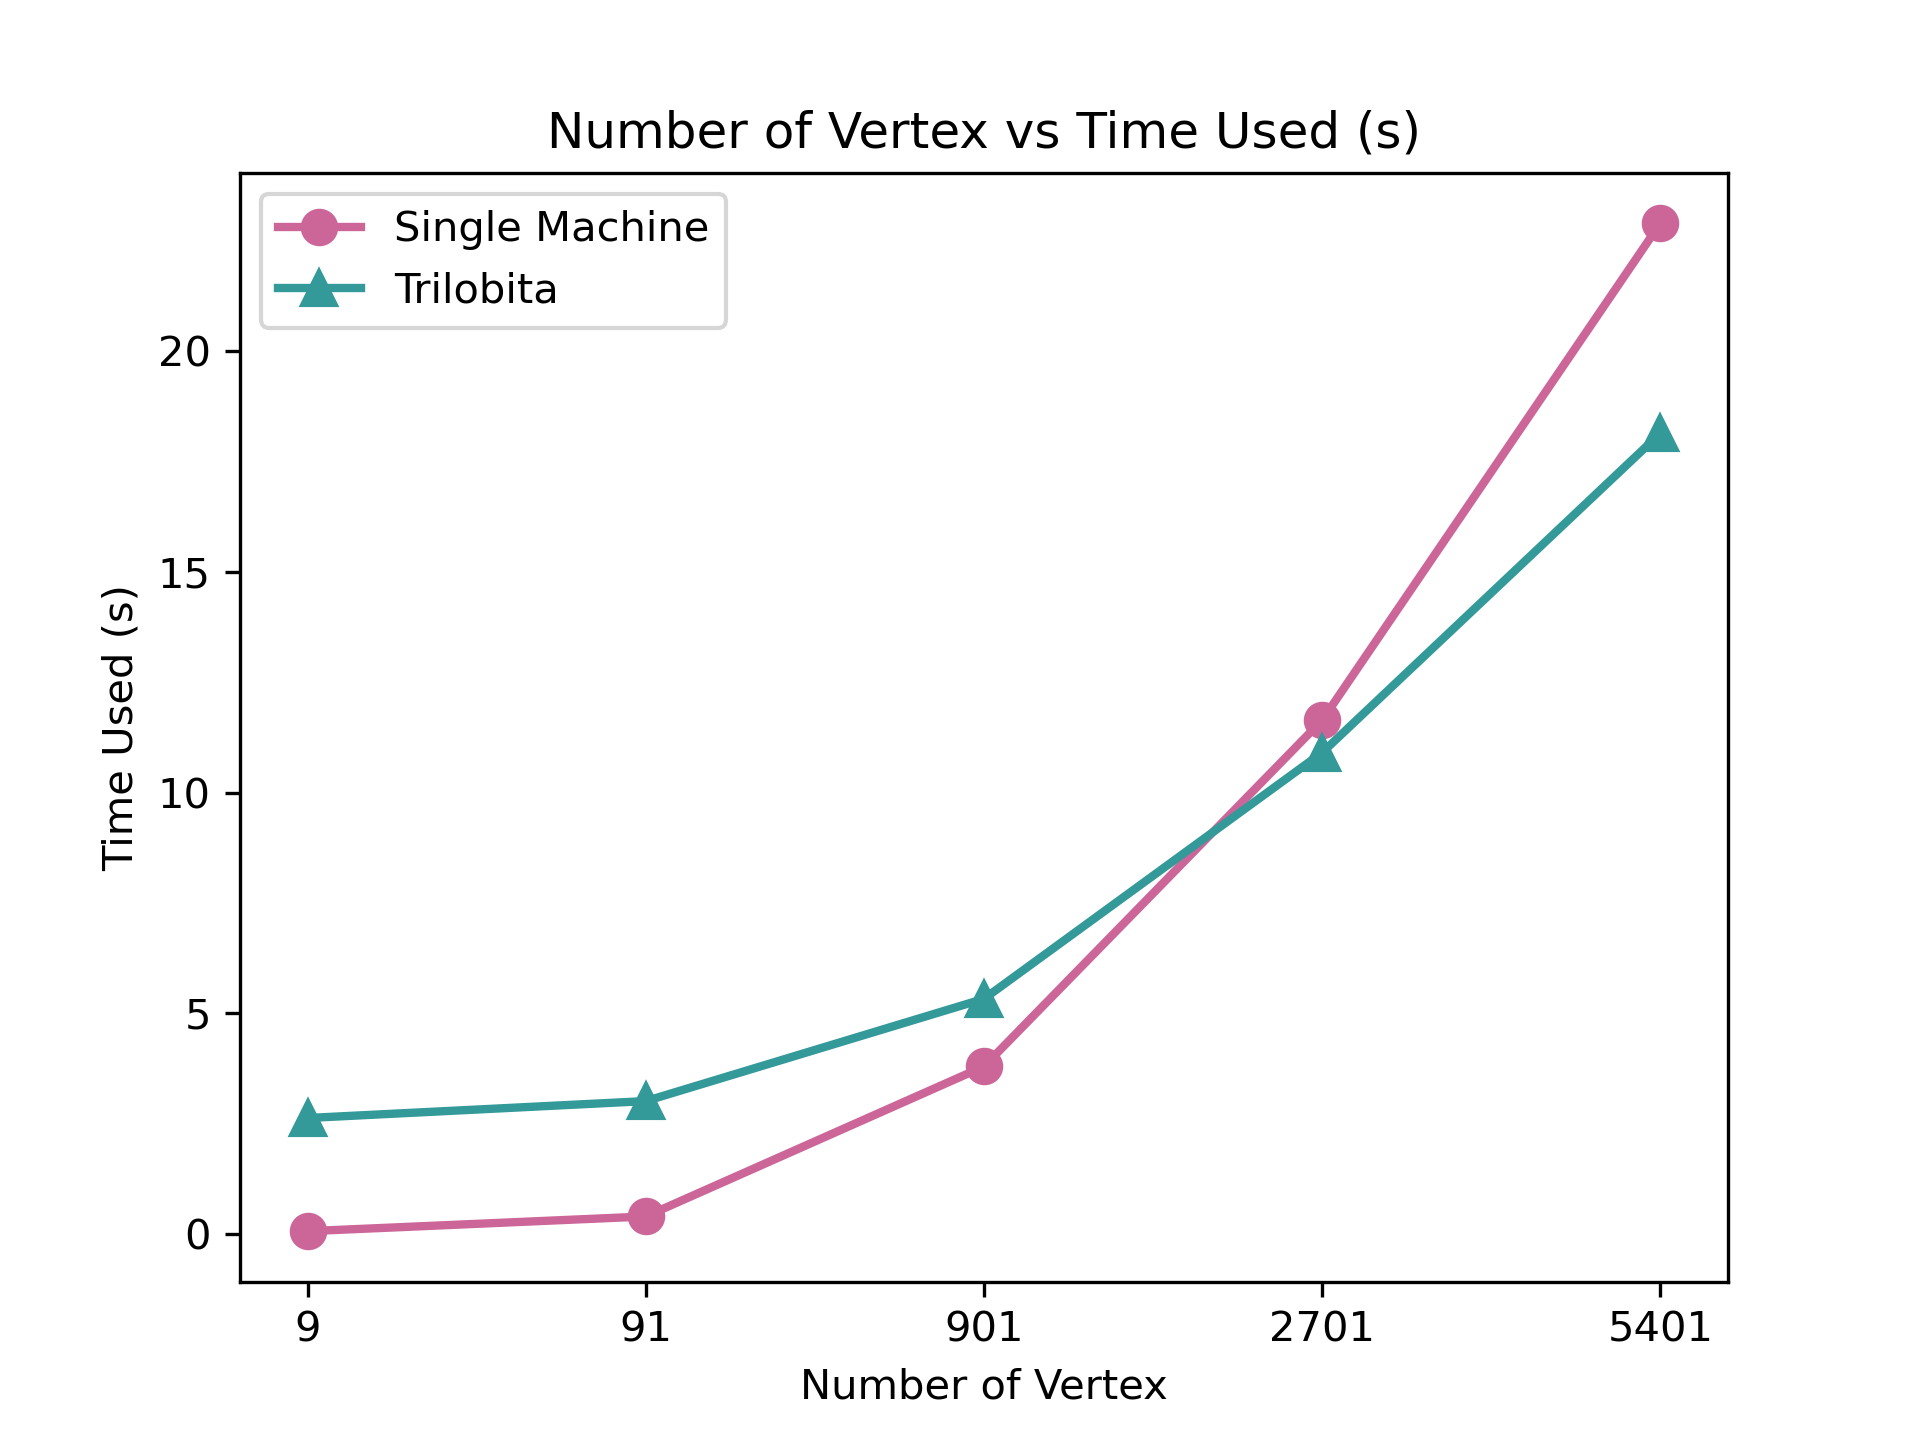 Number of Vertex vs Time Used (s)
Single Machine
Trilobita
20
15
10
5
0
Time Used (s)
9
91
901
2701
5401
Number of Vertex